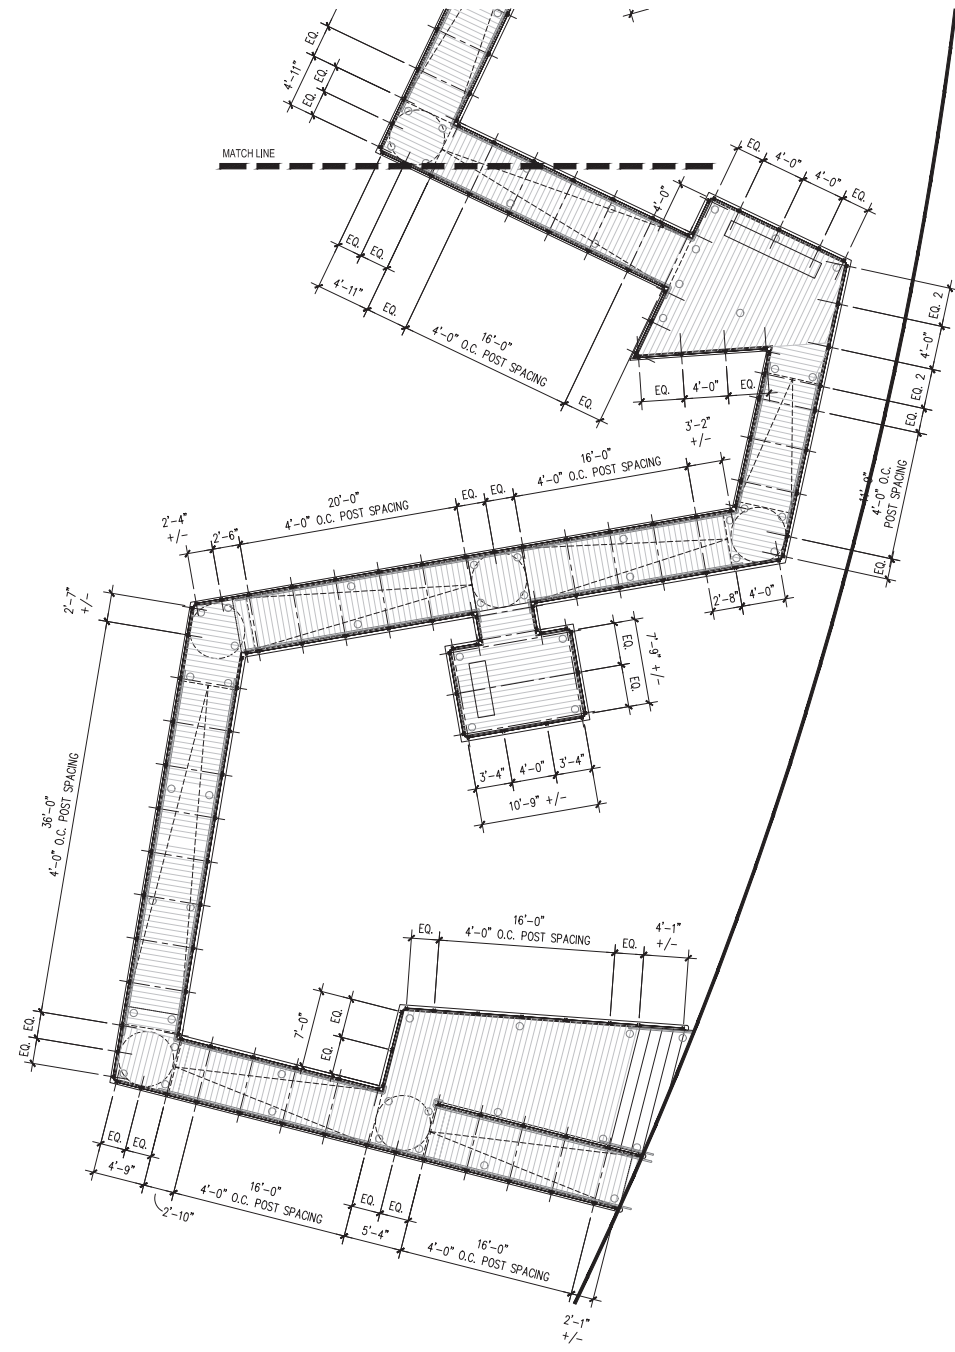 EQ.
4'-11"
EQ.
EQ.
MATCH LINE
EQ.
4'-0"
4'-0"
EQ.
4'-0"
EQ.
EQ.
4'-11"
EQ.
16'-0"
4'-0" O.C. POST SPACING
EQ.
EQ. 2
4'-0"
EQ. 2
EQ.
EQ.
4'-0"
EQ.
3'-2"
+/-
4'-0" O.C.
POST SPACING
EQ.
16'-0"
4'-0" O.C. POST SPACING
EQ.
EQ.
20'-0"
4'-0" O.C. POST SPACING
2'-4"
+/-
2'-6"
2'-7"
+/-
2'-8"
4'-0"
EQ.
EQ.
7'-9" +/-
3'-4"
4'-0"
3'-4"
10'-9" +/-
36'-0"
4'-0" O.C. POST SPACING
EQ.
16'-0"
4'-0" O.C. POST SPACING
EQ.
4'-1"
+/-
7'-0"
EQ.
EQ.
EQ.
EQ.
EQ.
EQ.
4'-9"
2'-10"
16'-0"
4'-0" O.C. POST SPACING
EQ.
EQ.
5'-4"
16'-0"
4'-0" O.C. POST SPACING
2'-1"
+/-